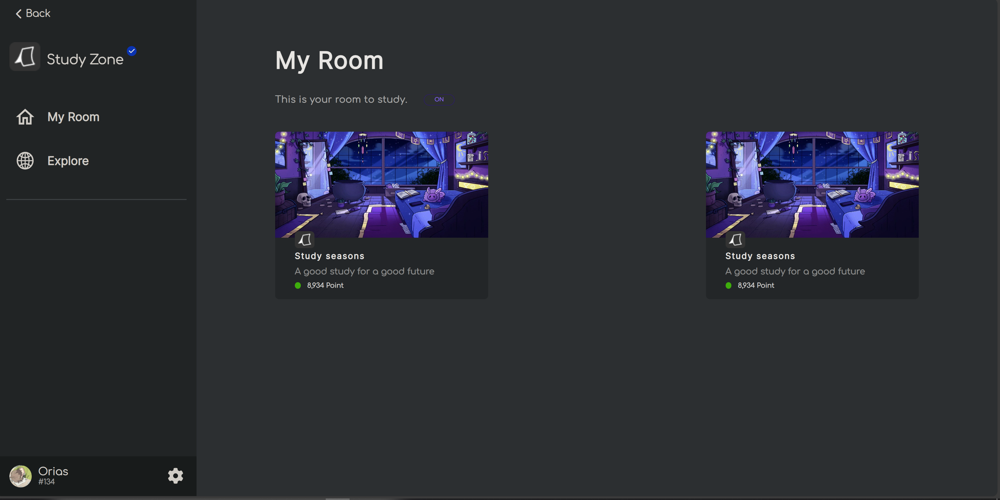 Back
Study Zone
My Room
Explore
Orias
#134
My Room
This is your room to study.
ON
Study seasons
A good study for a good future
8,934 Point
Study seasons
A good study for a good future
8,934 Point